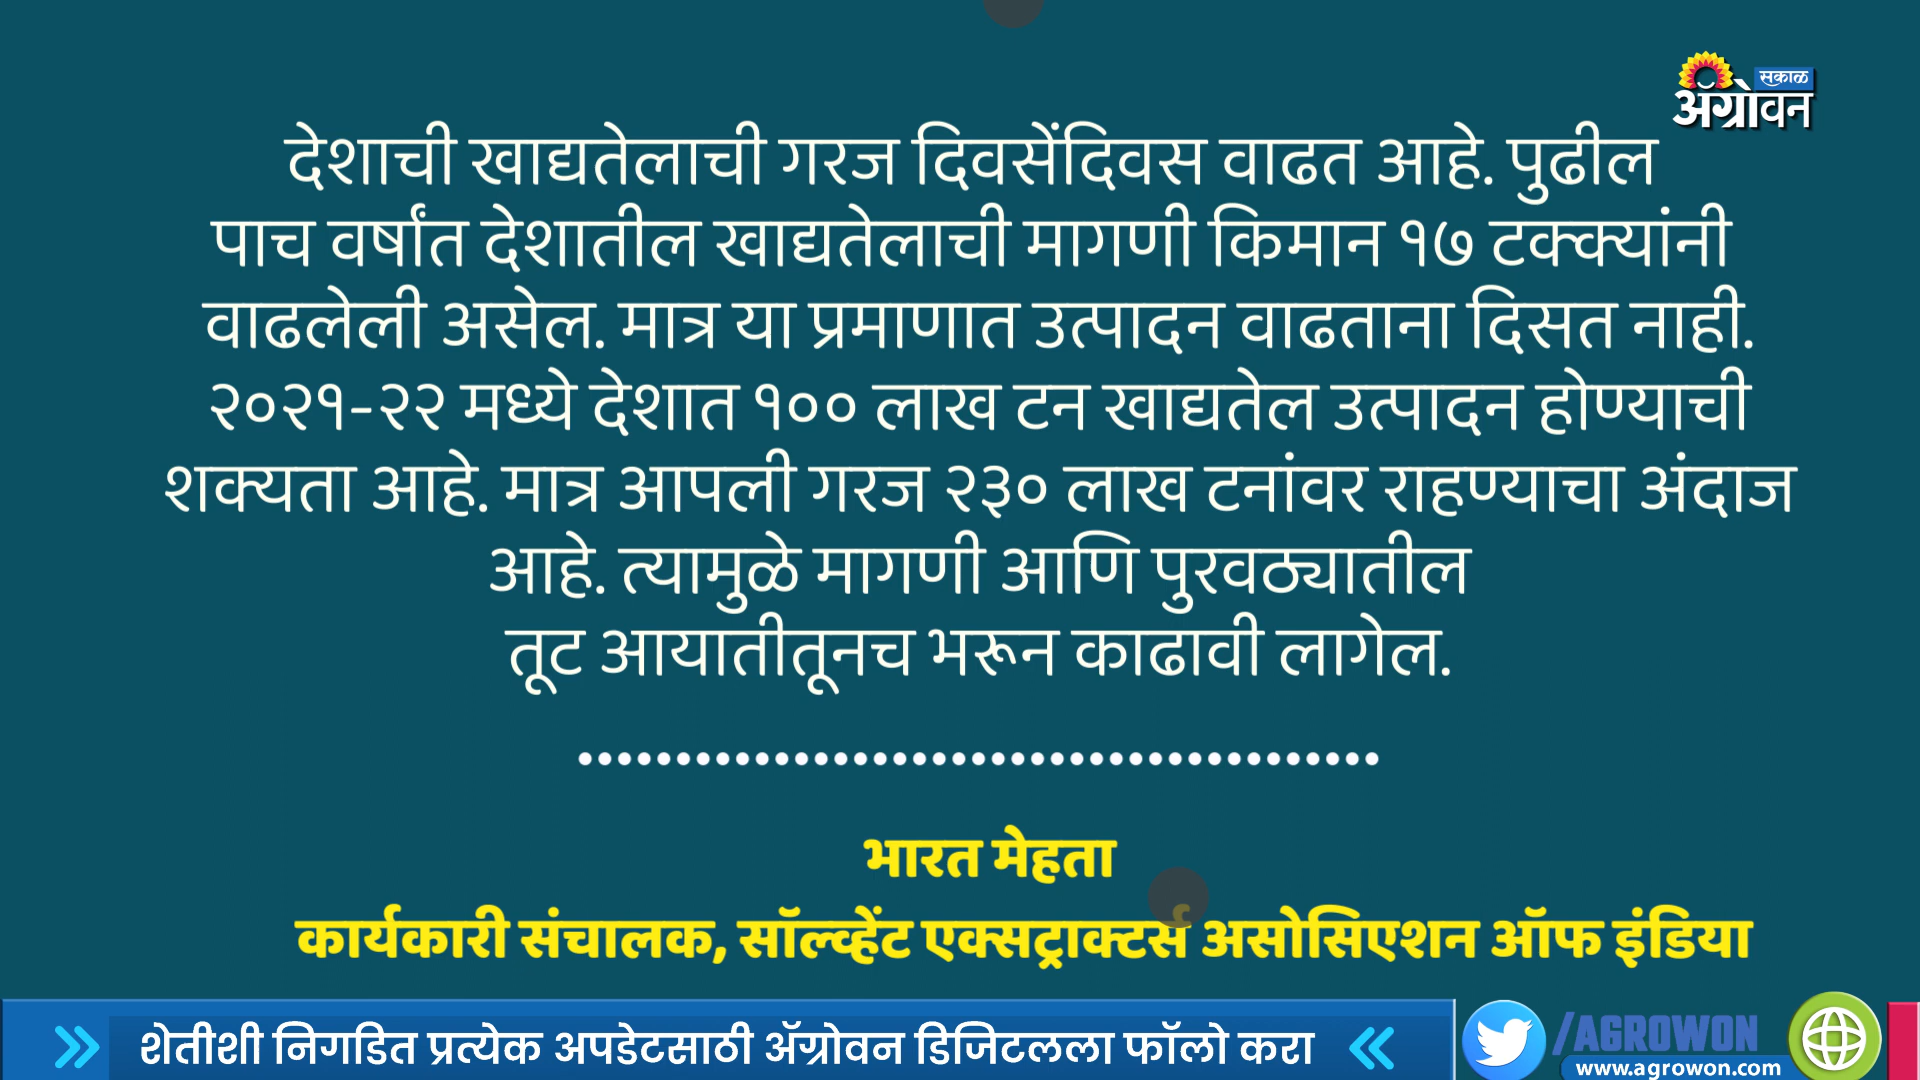 सकाळ
ॲग्रोवन
देशाची खाद्यतेलाची गरज दिवसेंदिवस वाढत आहे. पुढील
पाच वर्षांत देशातील खाद्यतेलाची मागणी किमान १७ टक्क्यांनी
वाढलेली असेल. मात्र या प्रमाणात उत्पादन वाढताना दिसत नाही.
२०२१-२२ मध्ये देशात १०० लाख टन खाद्यतेल उत्पादन होण्याची
शक्यता आहे. मात्र आपली गरज २३० लाख टनांवर राहण्याचा अंदाज
आहे. त्यामुळे मागणी आणि पुरवठ्यातील
तूट आयातीतूनच भरून काढावी लागेल.
भारत मेहता
कार्यकारी संचालक, सॉल्व्हेंट एक्सट्राक्टर्स असोसिएशन ऑफ इंडिया
शेतीशी निगडित प्रत्येक अपडेटसाठी ॲग्रोवन डिजिटलला फॉलो करा
/AGROWON
www.agrowon.com